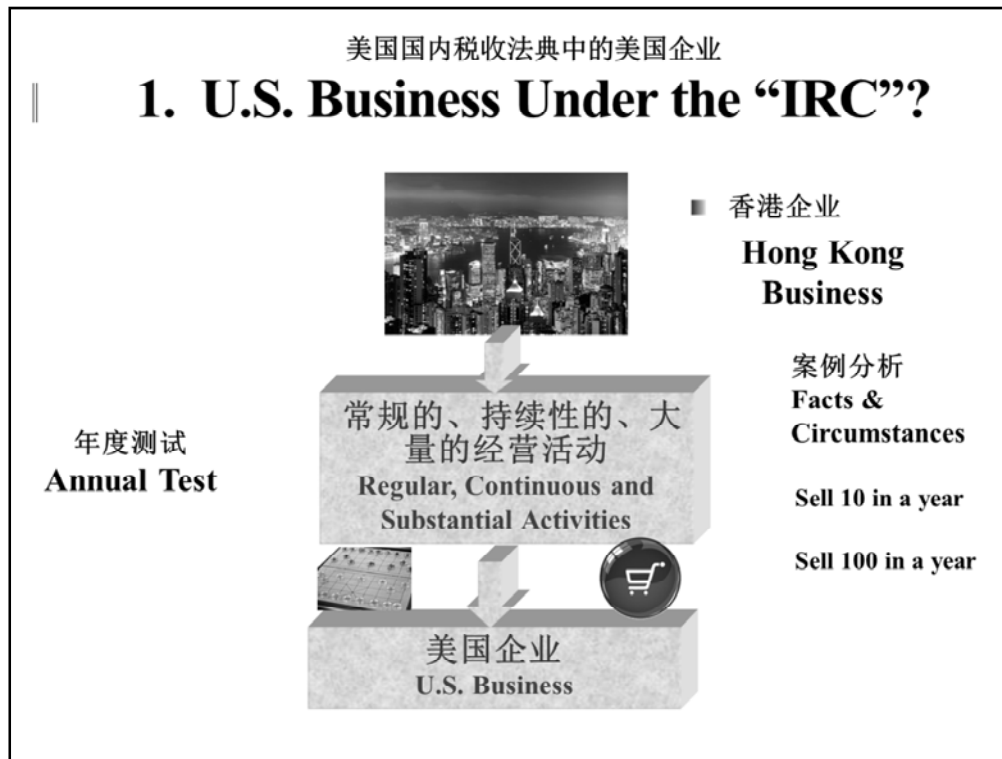 美国国内税收法典中的美国企业
1. U.S. Business Under the “IRC”?
香港企业
Hong Kong
Business
案例分析
Facts &
Circumstances
Sell 10 in a year
Sell 100 in a year
年度测试
Annual Test
常规的、持续性的、大
量的经营活动
Regular, Continuous and
Substantial Activities
美国企业
U.S. Business